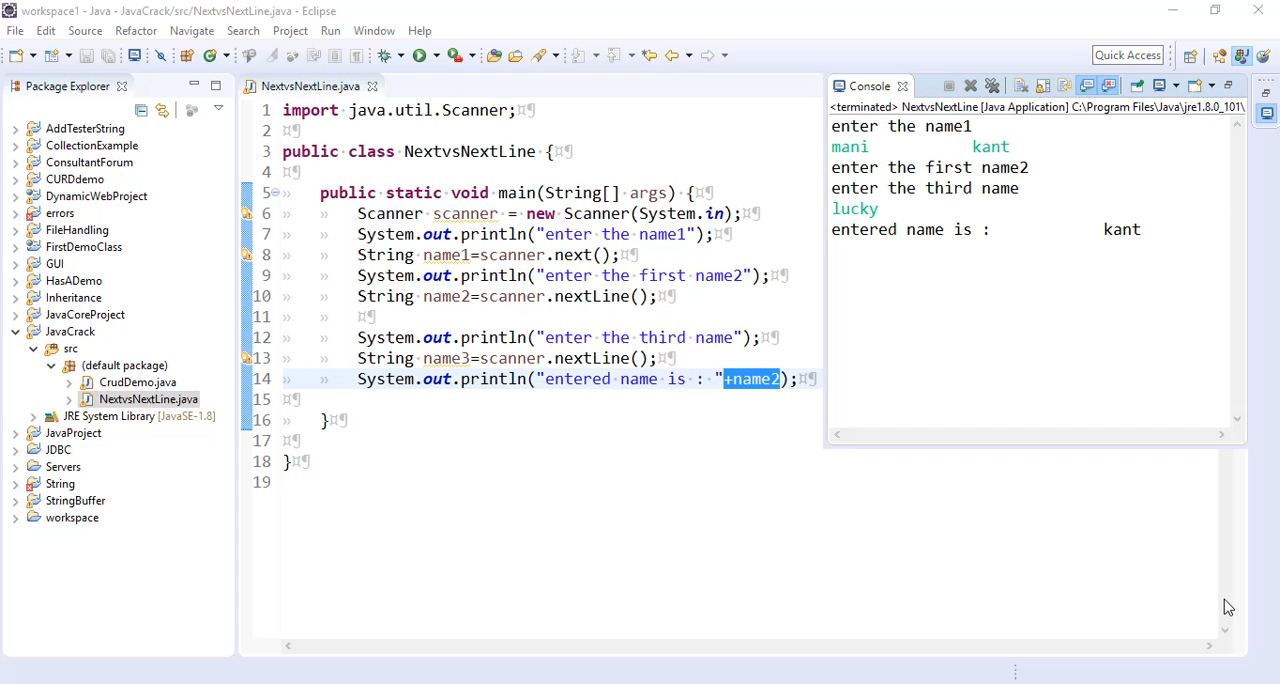 workspace1 - Java - JavaCrack/src/NextvsNextLine.java - Eclipse
File Edit Source Refactor Navigate Search Project Run Window Help
Quick Access
Package Explorer
AddTesterString
CollectionExample
ConsultantForum
CURDdemo
DynamicWebProject
errors
FileHandling
FirstDemoClass
GUI
HasADemo
Inheritance
JavaCoreProject
JavaCrack
src
(default package)
CrudDemo.java
NextvsNextLine.java
JRE System Library [JavaSE-1.8]
JavaProject
JDBC
Servers
String
StringBuffer
workspace
NextvsNextLine.java
1 import java.util.Scanner;¤¶
2 ¤¶
3 public class NextvsNextLine {¤¶
4 ¤¶
5 » public static void main(String[] args) {¤¶
6 » » Scanner scanner = new Scanner(System.in);¤¶
7 » » System.out.println("enter the name1");¤¶
8 » » String name1=scanner.next();¤¶
9 » » System.out.println("enter the first name2");¤¶
10 » » String name2=scanner.nextLine();¤¶
11 » » ¤¶
12 » » System.out.println("enter the third name");¤¶
13 » » String name3=scanner.nextLine();¤¶
14 » » System.out.println("entered name is : "+name2);¤¶
15 ¤¶
16 » }¤¶
17 ¤¶
18 }¤¶
19
Console
<terminated> NextvsNextLine [Java Application] C:\Program Files\Java\jre1.8.0_101\
enter the name1
mani kant
enter the first name2
enter the third name
lucky
entered name is : kant